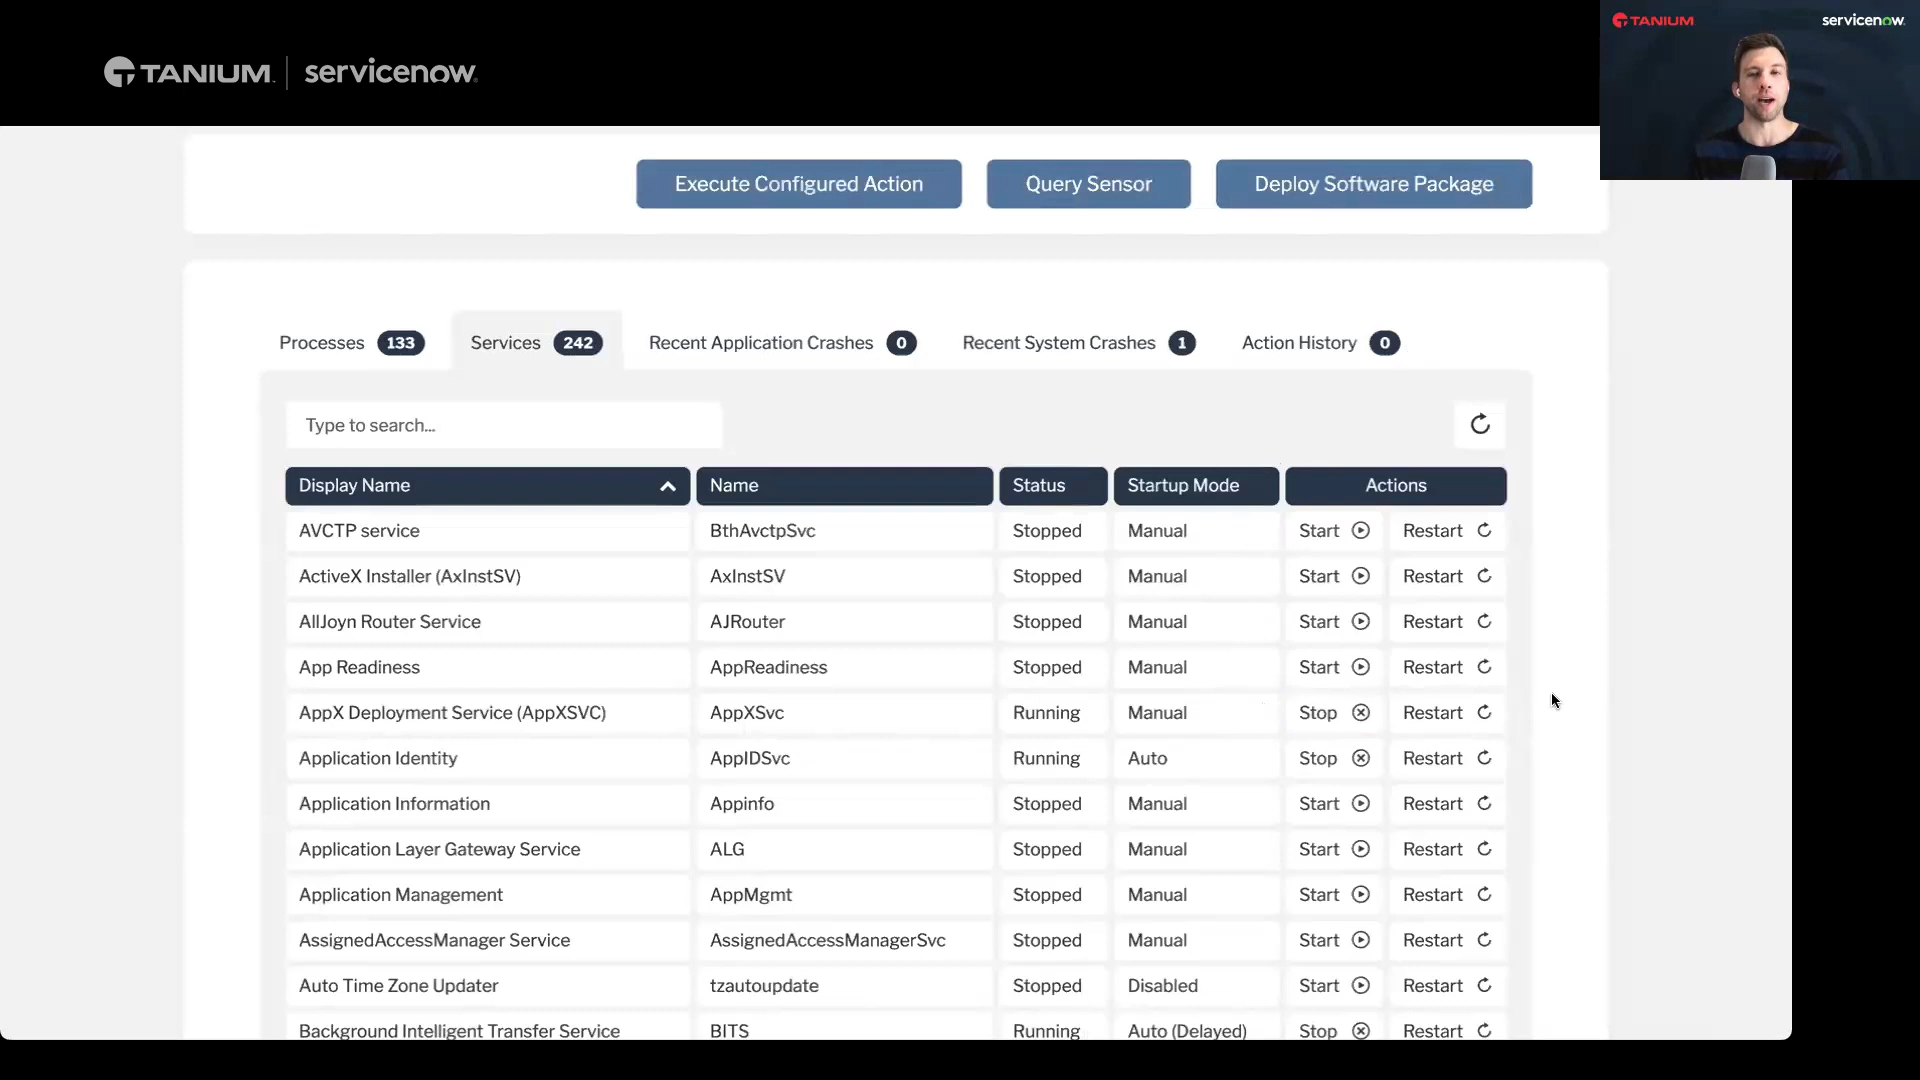 TANIUM | servicenow
TANIUM servicenow
Execute Configured Action Query Sensor Deploy Software Package
Processes 133 Services 242 Recent Application Crashes 0 Recent System Crashes 1 Action History 0
Type to search...
Display Name Name Status Startup Mode Actions
AVCTP service BthAvctpSvc Stopped Manual Start Restart
ActiveX Installer (AxInstSV) AxInstSV Stopped Manual Start Restart
AllJoyn Router Service AJRouter Stopped Manual Start Restart
App Readiness AppReadiness Stopped Manual Start Restart
AppX Deployment Service (AppXSVC) AppXSvc Running Manual Stop Restart
Application Identity AppIDSvc Running Auto Stop Restart
Application Information Appinfo Stopped Manual Start Restart
Application Layer Gateway Service ALG Stopped Manual Start Restart
Application Management AppMgmt Stopped Manual Start Restart
AssignedAccessManager Service AssignedAccessManagerSvc Stopped Manual Start Restart
Auto Time Zone Updater tzautoupdate Stopped Disabled Start Restart
Background Intelligent Transfer Service BITS Running Auto (Delayed) Stop Restart